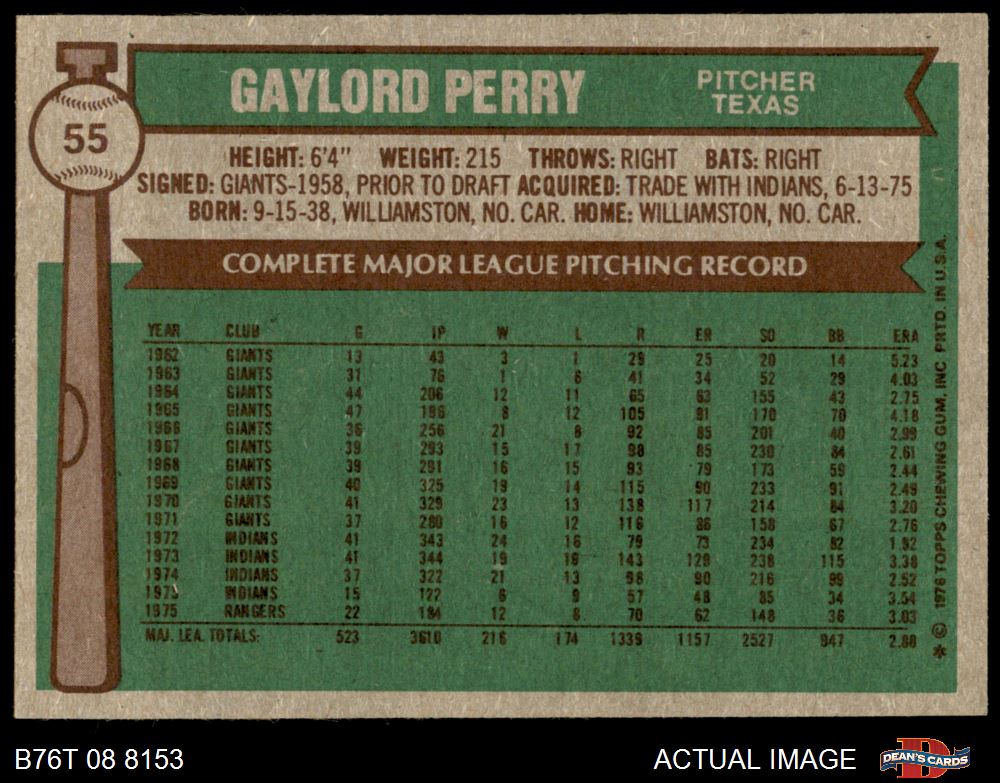 GAYLORD PERRY
PITCHER
TEXAS
55
HEIGHT: 6'4" WEIGHT: 215 THROWS: RIGHT BATS: RIGHT
SIGNED: GIANTS-1958, PRIOR TO DRAFT ACQUIRED: TRADE WITH INDIANS, 6-13-75
BORN: 9-15-38, WILLIAMSTON, NO. CAR. HOME: WILLIAMSTON, NO. CAR.
COMPLETE MAJOR LEAGUE PITCHING RECORD
YEAR CLUB G IP W L R ER SO BB ERA
1962 GIANTS 13 43 3 1 29 25 20 14 5.23
1963 GIANTS 31 76 1 6 41 34 52 29 4.03
1964 GIANTS 44 206 12 11 65 63 155 43 2.75
1965 GIANTS 47 196 8 12 105 91 170 70 4.18
1966 GIANTS 36 256 21 8 92 85 201 40 2.99
1967 GIANTS 39 293 15 17 98 85 230 84 2.61
1968 GIANTS 39 291 16 15 93 79 173 59 2.44
1969 GIANTS 40 325 19 14 115 90 233 91 2.49
1970 GIANTS 41 329 23 13 138 117 214 84 3.20
1971 GIANTS 37 280 16 12 116 86 158 67 2.76
1972 INDIANS 41 343 24 16 79 73 234 82 1.92
1973 INDIANS 41 344 19 19 143 129 238 115 3.38
1974 INDIANS 37 322 21 13 98 90 216 99 2.52
1975 INDIANS 15 122 6 9 57 48 85 34 3.54
1975 RANGERS 22 184 12 8 70 62 148 36 3.03
MAJ. LEA. TOTALS: 523 3610 216 174 1339 1157 2527 947 2.88
* © 1976 TOPPS CHEWING GUM, INC. PRTD. IN U.S.A.
B76T 08 8153
ACTUAL IMAGE
DEAN'S CARDS